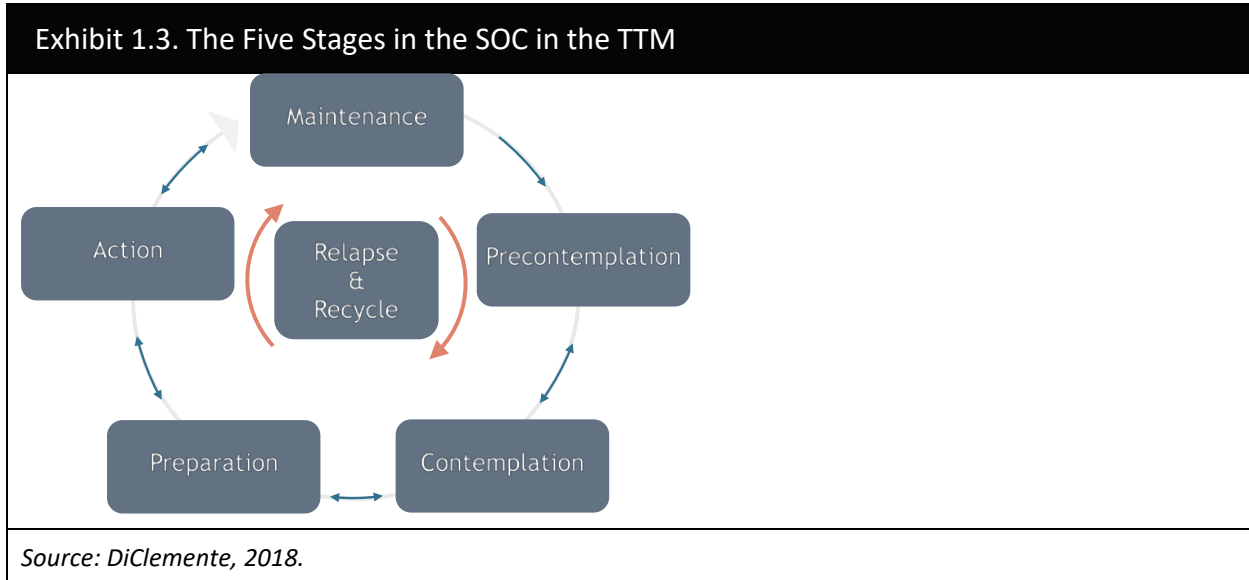 Exhibit 1.3. The Five Stages in the SOC in the TTM
Maintenance
Precontemplation
Contemplation
Preparation
Action
Relapse
&
Recycle
Source: DiClemente, 2018.